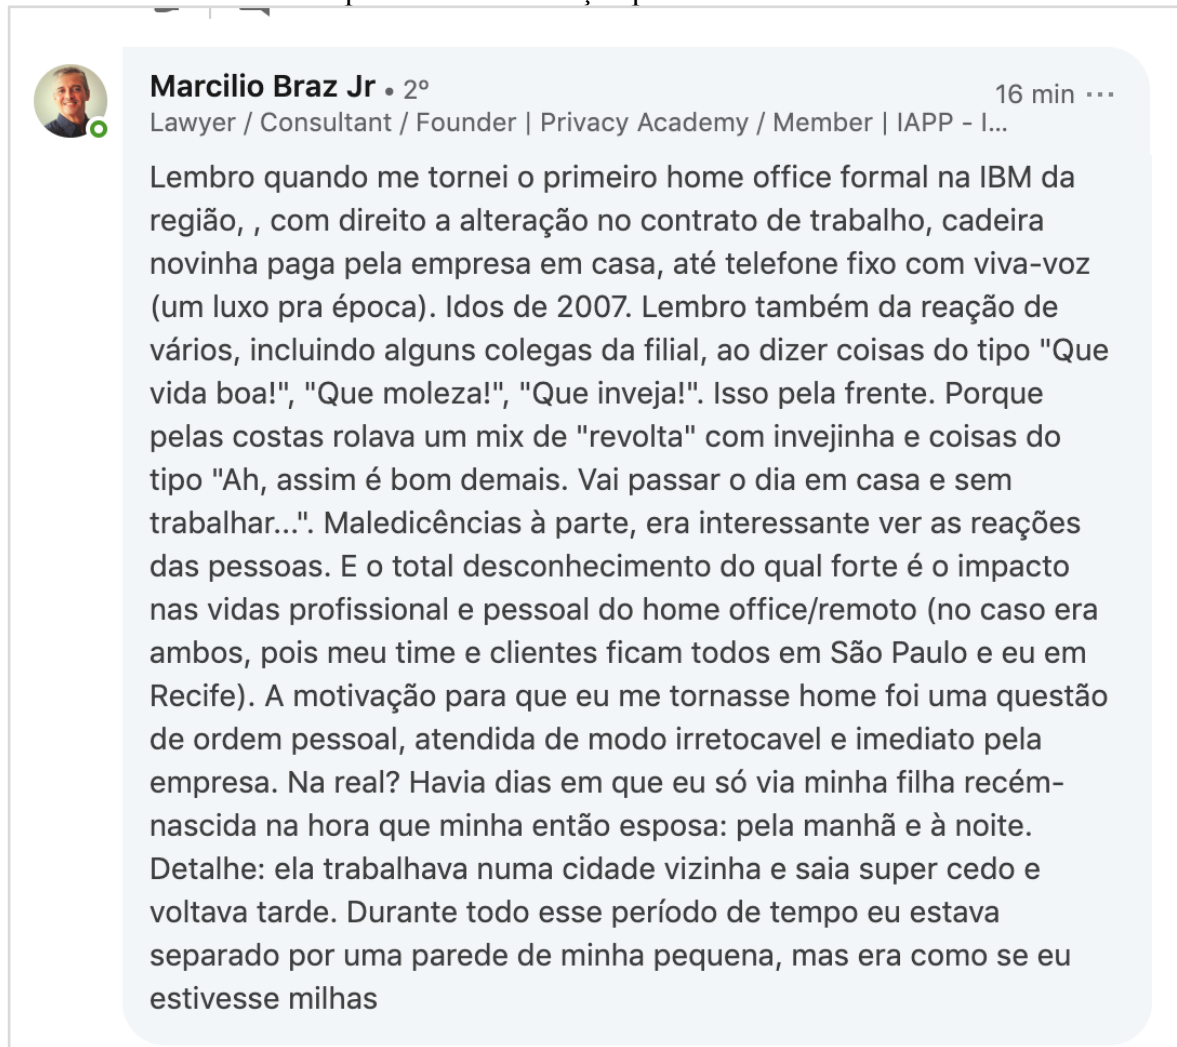 Marcilio Braz Jr • 2º
16 min ...
Lawyer / Consultant / Founder | Privacy Academy / Member | IAPP - I...
Lembro quando me tornei o primeiro home office formal na IBM da
região, , com direito a alteração no contrato de trabalho, cadeira
novinha paga pela empresa em casa, até telefone fixo com viva-voz
(um luxo pra época). Idos de 2007. Lembro também da reação de
vários, incluindo alguns colegas da filial, ao dizer coisas do tipo "Que
vida boa!", "Que moleza!", "Que inveja!". Isso pela frente. Porque
pelas costas rolava um mix de "revolta" com invejinha e coisas do
tipo "Ah, assim é bom demais. Vai passar o dia em casa e sem
trabalhar...". Maledicências à parte, era interessante ver as reações
das pessoas. E o total desconhecimento do qual forte é o impacto
nas vidas profissional e pessoal do home office/remoto (no caso era
ambos, pois meu time e clientes ficam todos em São Paulo e eu em
Recife). A motivação para que eu me tornasse home foi uma questão
de ordem pessoal, atendida de modo irretocavel e imediato pela
empresa. Na real? Havia dias em que eu só via minha filha recém-
nascida na hora que minha então esposa: pela manhã e à noite.
Detalhe: ela trabalhava numa cidade vizinha e saia super cedo e
voltava tarde. Durante todo esse período de tempo eu estava
separado por uma parede de minha pequena, mas era como se eu
estivesse milhas